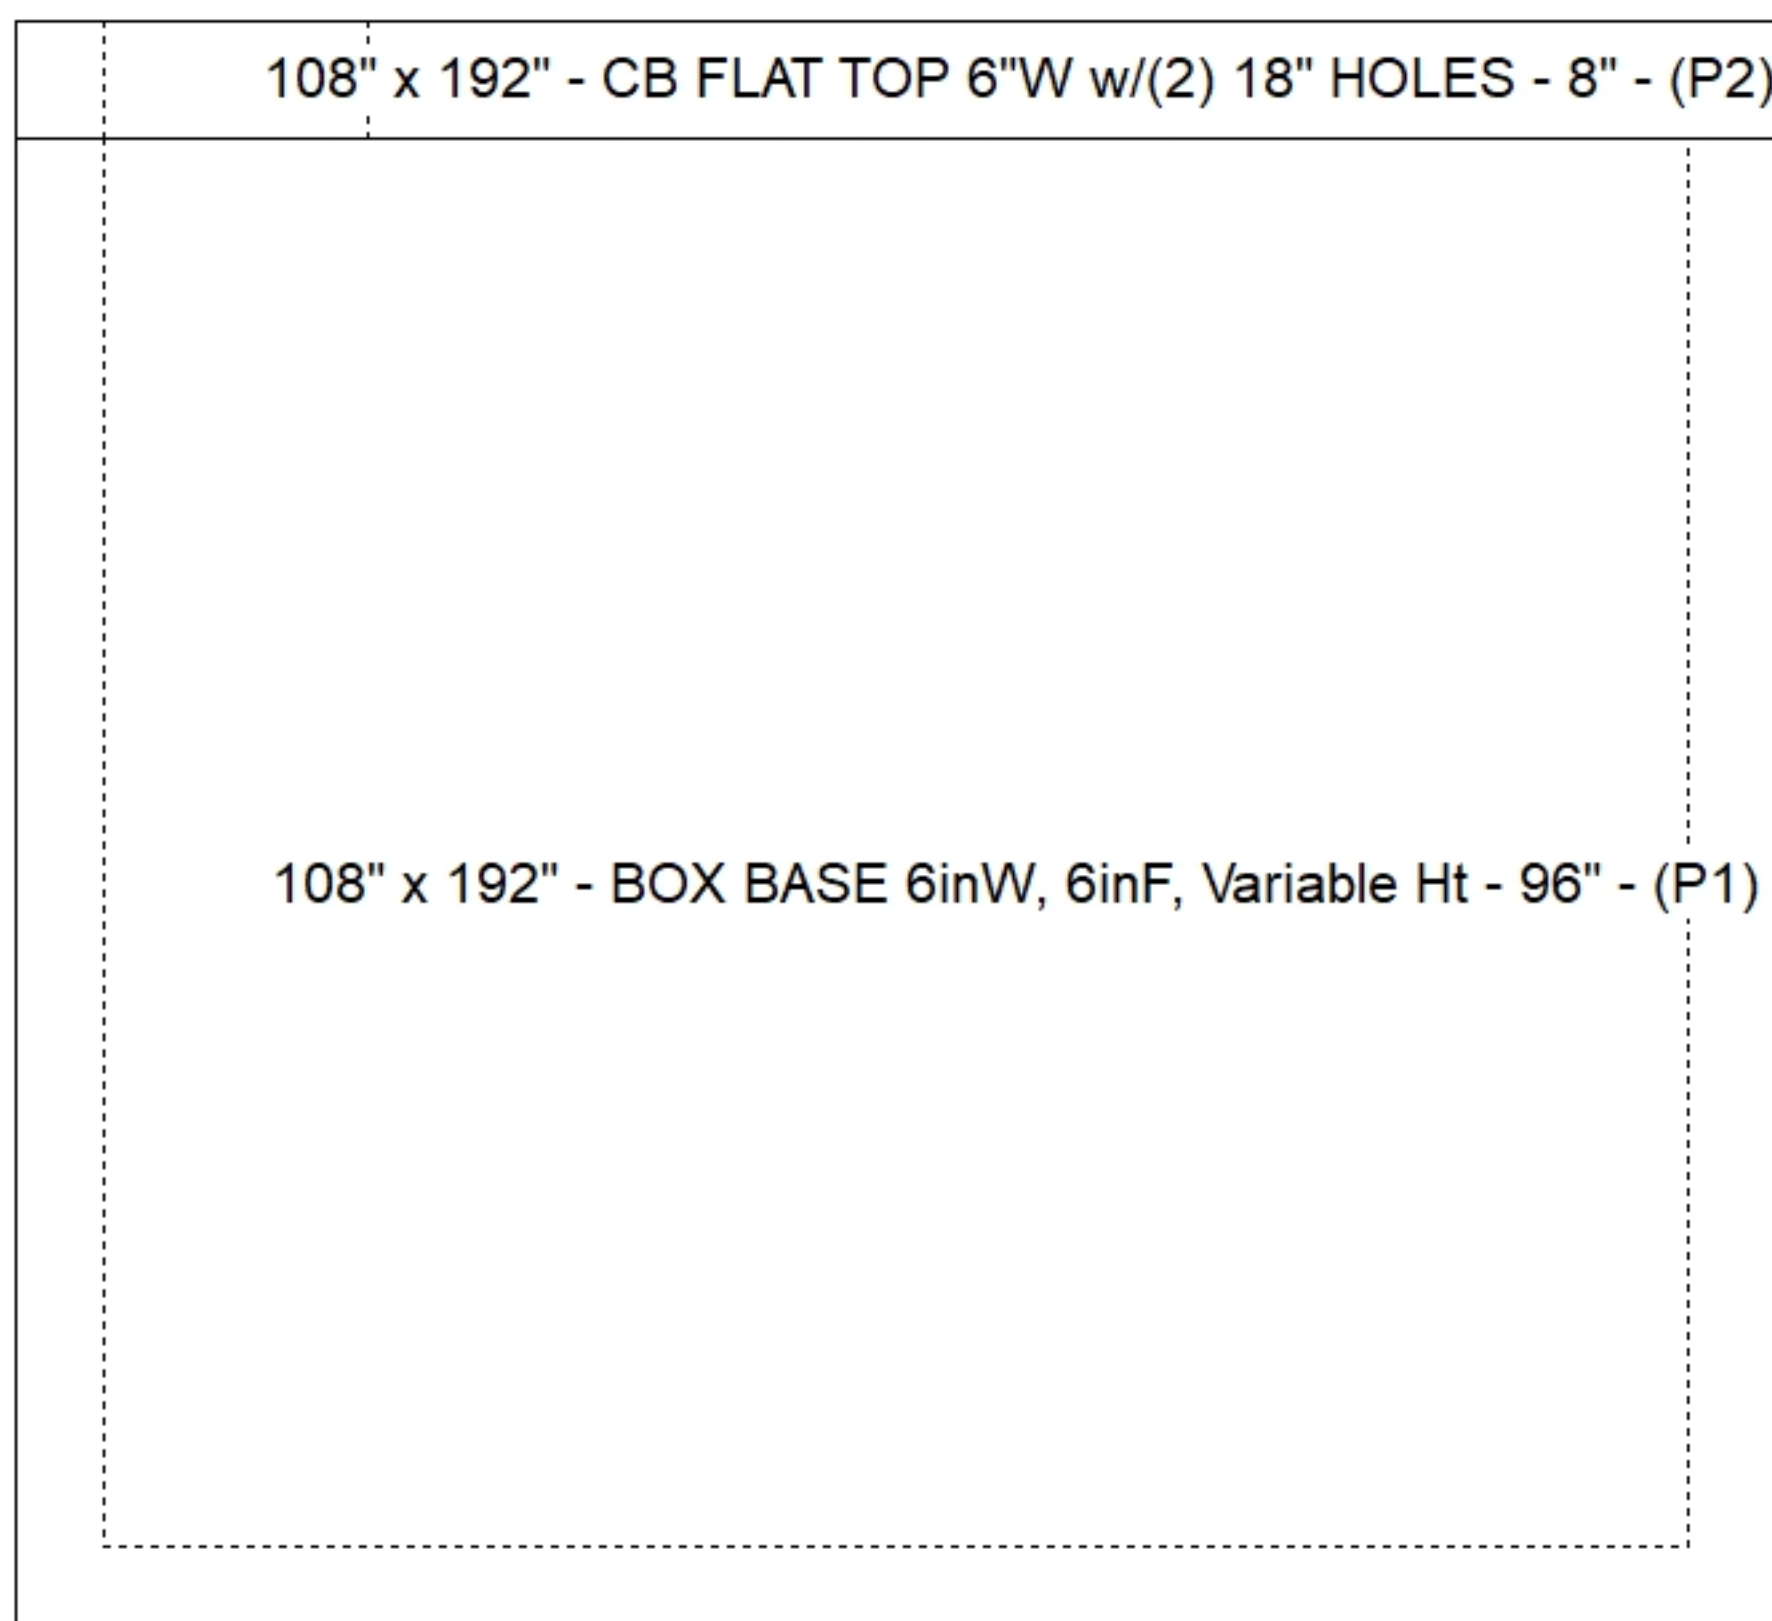 108" x 192" - CB FLAT TOP 6"W w/(2) 18" HOLES - 8" - (P2)
108" x 192" - BOX BASE 6inW, 6inF, Variable Ht - 96" - (P1)